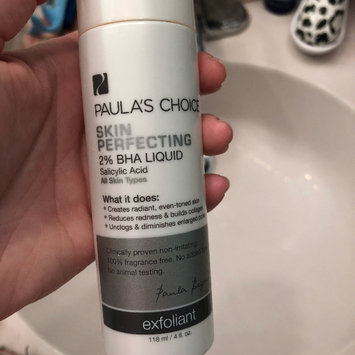 PAULA'S CHOICE
SKIN
PERFECTING
2% BHA LIQUID
Salicylic Acid
All Skin Types
What it does:
+ Creates radiant, even-toned skin
+ Reduces redness & builds collagen
+ Unclogs & diminishes enlarged pores
Clinically proven non-irritating.
100% fragrance free. No added
No animal testing.
Paula
exfoliant
118 ml / 4 fl. oz.